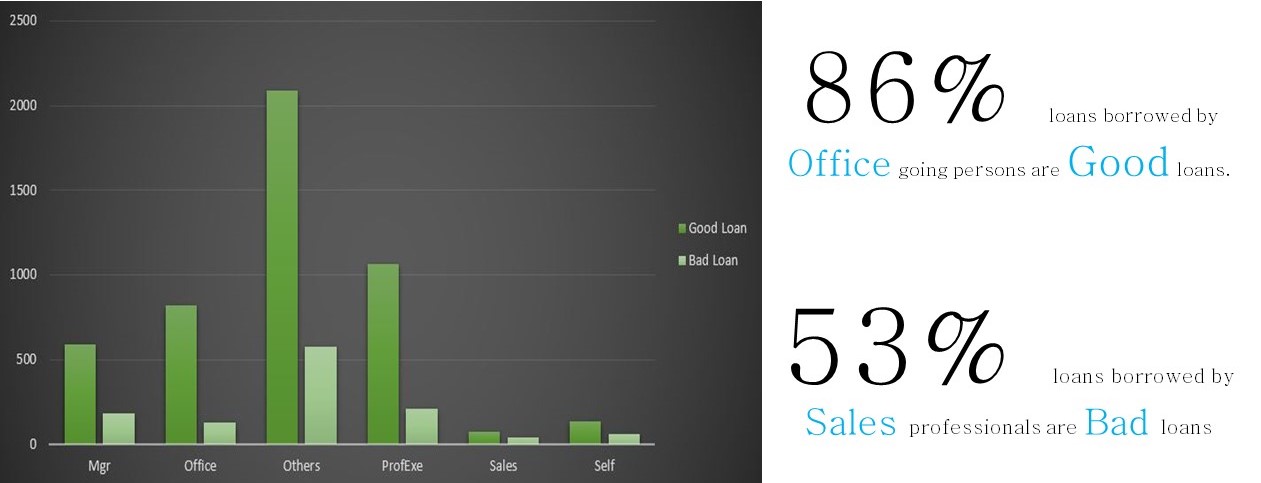 2500
2000
1500
1000
500
0
Mgr Office Others ProfExe Sales Self
Good Loan
Bad Loan
86% loans borrowed by
Office going persons are Good loans.
53% loans borrowed by
Sales professionals are Bad loans